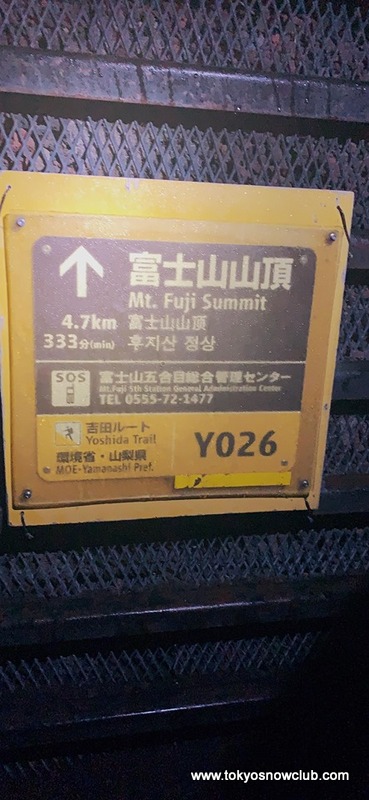 富士山山頂
Mt. Fuji Summit
4.7km 富士山山顶
333分(min) 후지산 정상
SOS 富士山五合目総合管理センター
Mt.Fuji 5th Station General Administration Center
TEL 0555-72-1477
吉田ルート
Yoshida Trail
環境省・山梨県
MOE-Yamanashi Pref.
Y026
www.tokyosnowclub.com